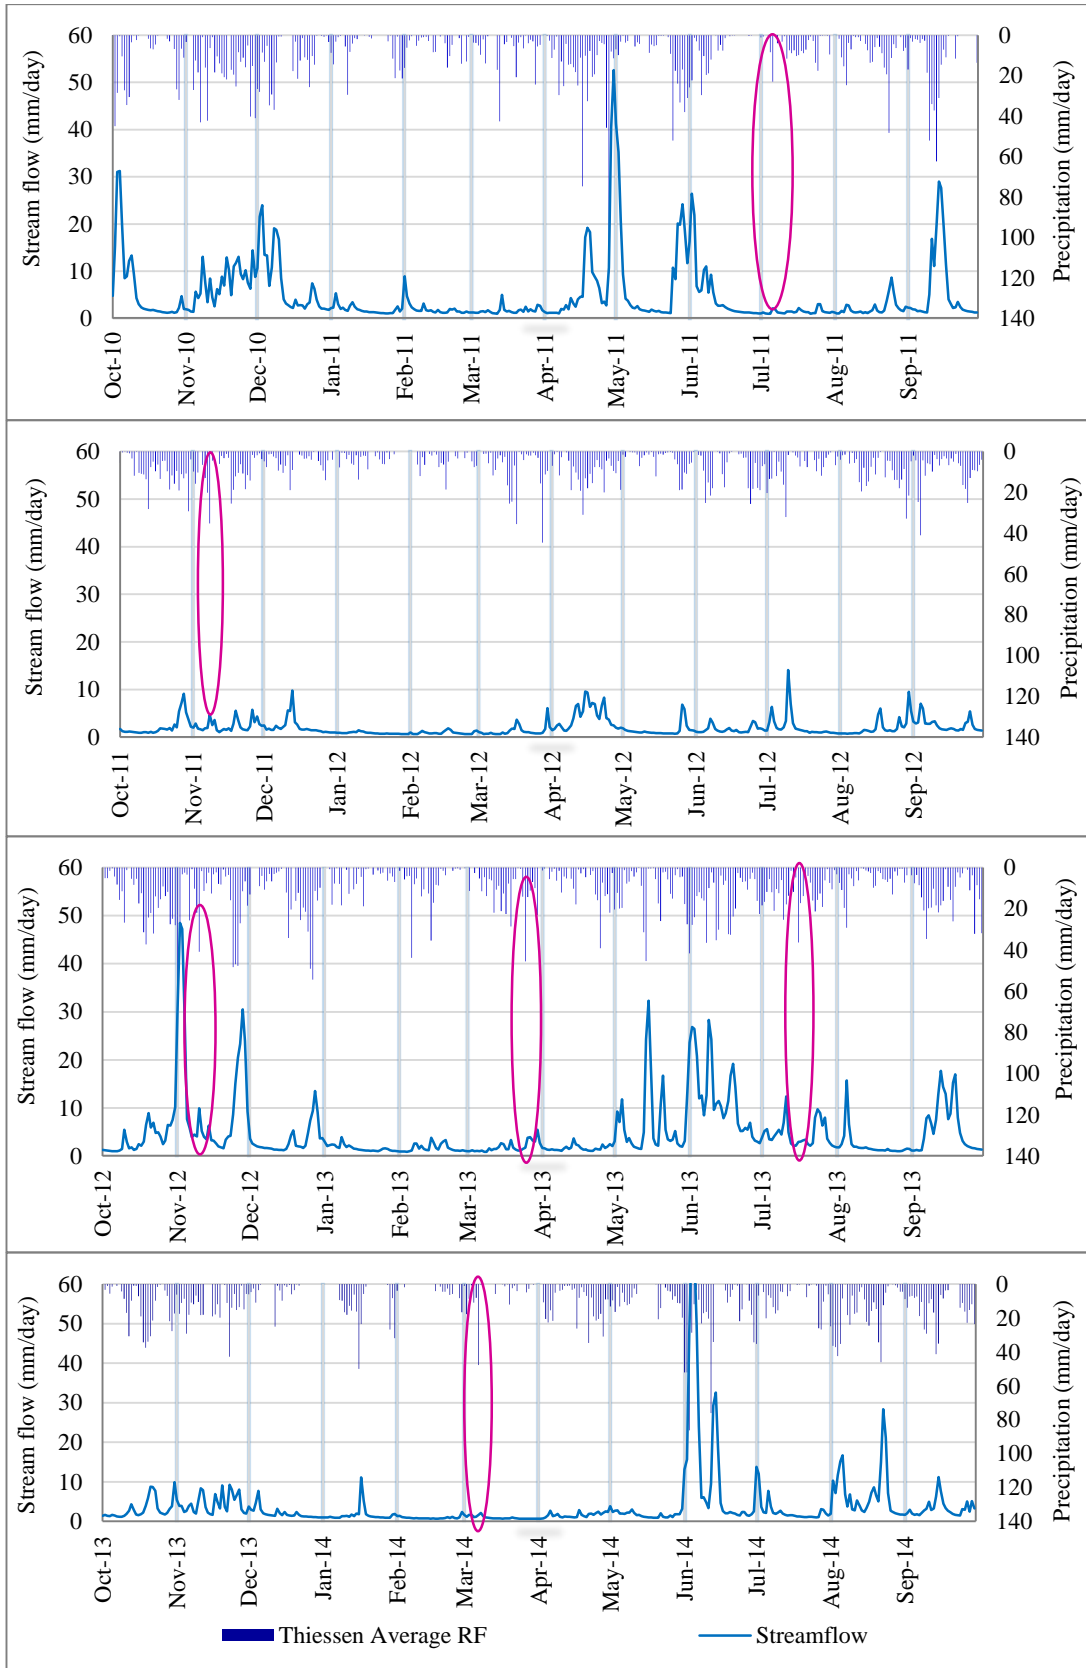 Stream flow (mm/day)
60
50
40
30
20
10
0
0
20
40
60
80
100
120
140
Precipitation (mm/day)
Oct-10
Nov-10
Dec-10
Jan-11
Feb-11
Mar-11
Apr-11
May-11
Jun-11
Jul-11
Aug-11
Sep-11
Stream flow (mm/day)
60
50
40
30
20
10
0
0
20
40
60
80
100
120
140
Precipitation (mm/day)
Oct-11
Nov-11
Dec-11
Jan-12
Feb-12
Mar-12
Apr-12
May-12
Jun-12
Jul-12
Aug-12
Sep-12
Stream flow (mm/day)
60
50
40
30
20
10
0
0
20
40
60
80
100
120
140
Precipitation (mm/day)
Oct-12
Nov-12
Dec-12
Jan-13
Feb-13
Mar-13
Apr-13
May-13
Jun-13
Jul-13
Aug-13
Sep-13
Stream flow (mm/day)
60
50
40
30
20
10
0
0
20
40
60
80
100
120
140
Precipitation (mm/day)
Oct-13
Nov-13
Dec-13
Jan-14
Feb-14
Mar-14
Apr-14
May-14
Jun-14
Jul-14
Aug-14
Sep-14
Thiessen Average RF
Streamflow